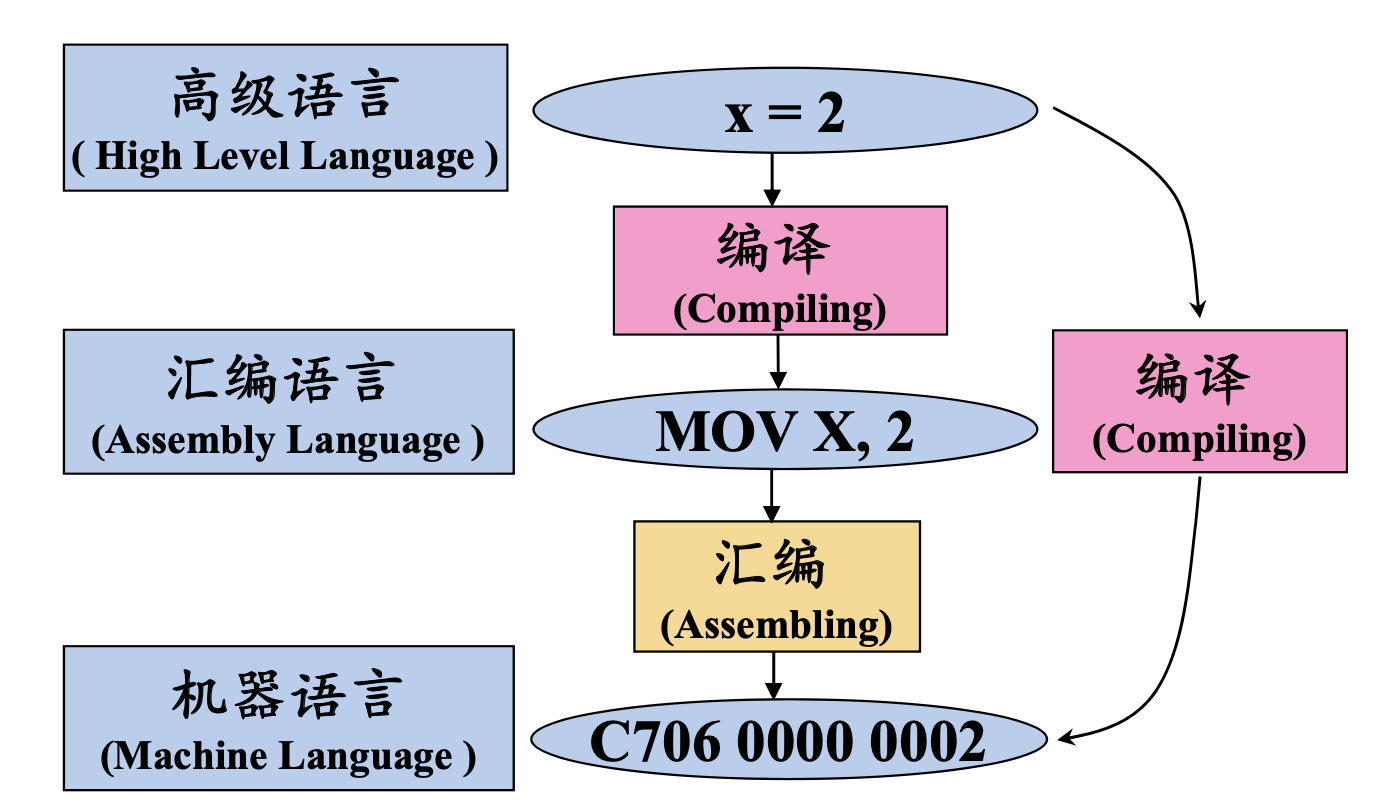 高级语言
( High Level Language )
x = 2
编译
(Compiling)
汇编语言
(Assembly Language )
MOV X, 2
编译
(Compiling)
汇编
(Assembling)
机器语言
(Machine Language )
C706 0000 0002